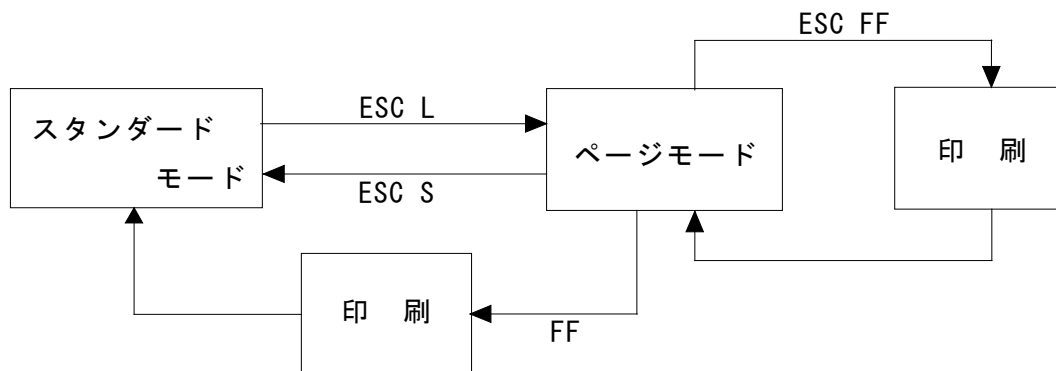 ESC FF
スタンダード
モード
ESC L
ESC S
ページモード
印 刷
印 刷
FF